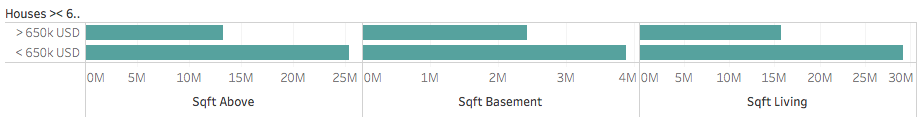 Houses >< 6..
> 650k USD
< 650k USD
0M 5M 10M 15M 20M 25M 0M 1M 2M 3M 4M 0M 5M 10M 15M 20M 25M 30M
Sqft Above Sqft Basement Sqft Living